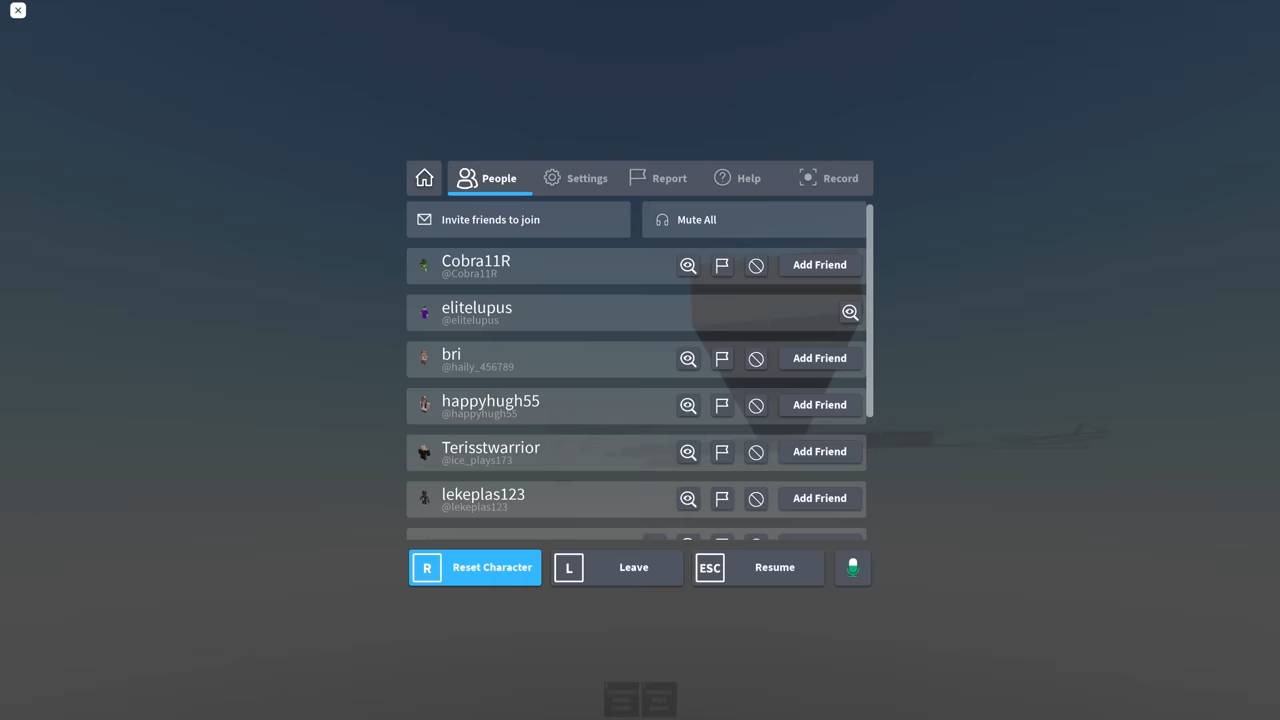 People
Settings
Report
Help
Record
Invite friends to join
Mute All
Cobra11R
@Cobra11R
Add Friend
elitelupus
@elitelupus
bri
@haily_456789
Add Friend
happyhugh55
@happyhugh55
Add Friend
Terisstwarrior
@ice_plays173
Add Friend
lekeplas123
@lekeplas123
Add Friend
R
Reset Character
L
Leave
ESC
Resume